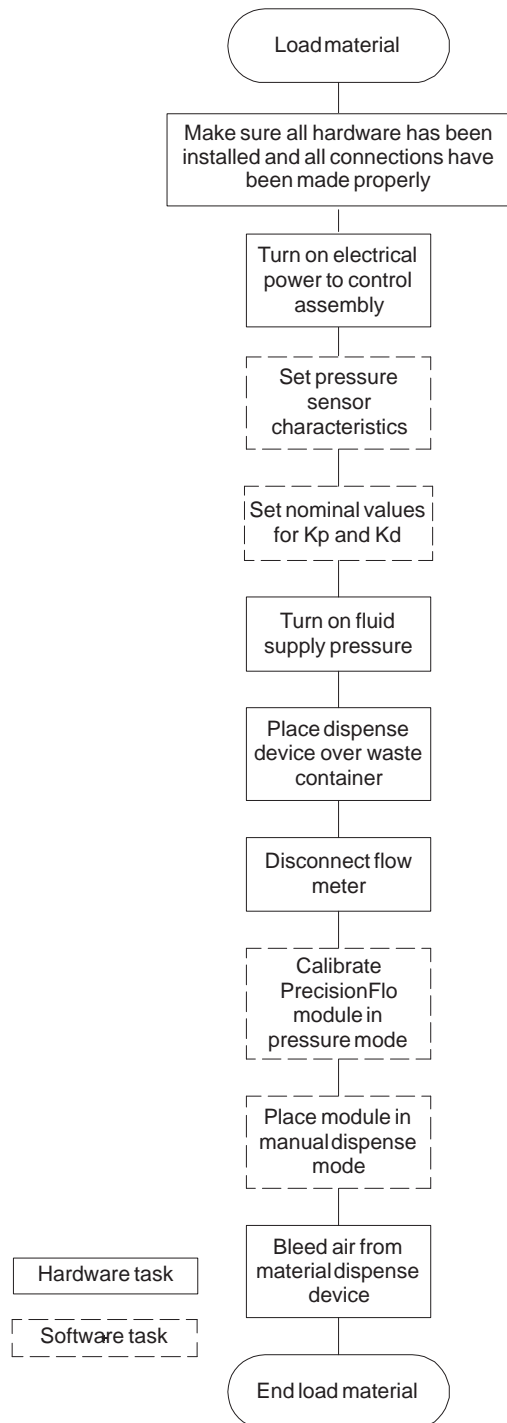 Load material
Make sure all hardware has been
installed and all connections have
been made properly
Turn on electrical
power to control
assembly
Set pressure
sensor
characteristics
Set nominal values
for Kp and Kd
Turn on fluid
supply pressure
Place dispense
device over waste
container
Disconnect flow
meter
Calibrate
PrecisionFlo
module in
pressure mode
Place module in
manual dispense
mode
Bleed air from
material dispense
device
Hardware task
Software task
End load material